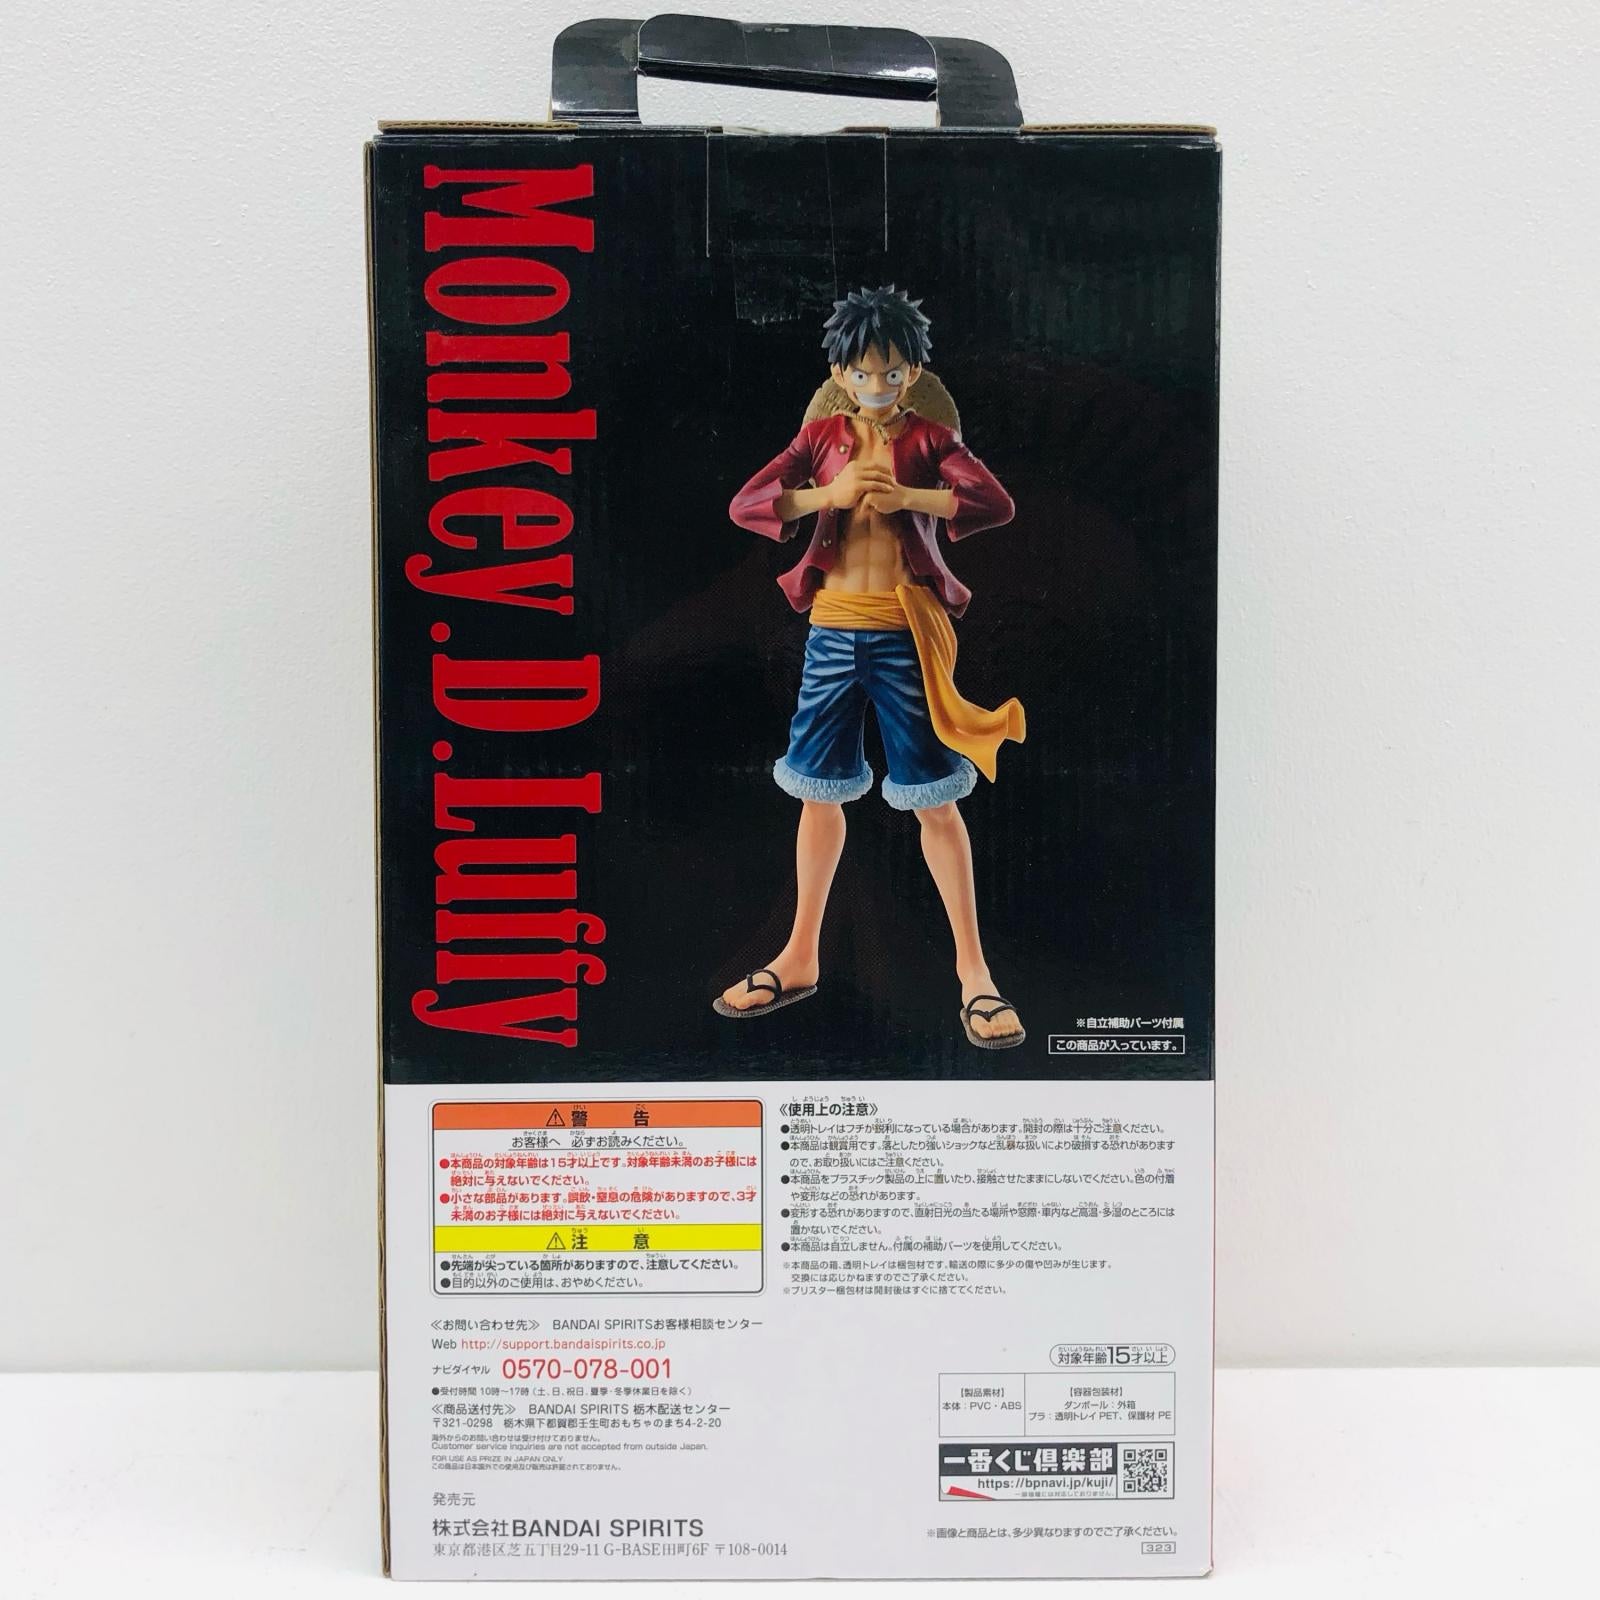 Monkey.D.Luffy
※自立補助パーツ付属
この商品が入っています。
⚠警告
お客様へ 必ずお読みください。
●本商品の対象年齢は15才以上です。対象年齢未満のお子様には
絶対に与えないでください。
●小さな部品があります。誤飲・窒息の危険がありますので、3才
未満のお子様には絶対に与えないでください。
⚠注意
●先端が尖っている箇所がありますので、注意してください。
●目的以外のご使用は、おやめください。
≪お問い合わせ先≫ BANDAI SPIRITSお客様相談センター
Web http://support.bandaispirits.co.jp
ナビダイヤル 0570-078-001
●受付時間 10時〜17時(土、日、祝日、夏季・冬季休業日を除く)
≪商品送付先≫ BANDAI SPIRITS 栃木配送センター
〒321-0298 栃木県下都賀郡壬生町おもちゃのまち4-2-20
海外からのお問い合わせは受け付けておりません。
Customer service inquiries are not accepted from outside Japan.
FOR USE AS PRIZE IN JAPAN ONLY.
この商品は日本国外での使用及び販売は許諾されておりません。
発売元
株式会社BANDAI SPIRITS
東京都港区芝五丁目29-11 G-BASE田町6F 〒108-0014
≪使用上の注意≫
●透明トレイはフチが鋭利になっている場合があります。開封の際は十分ご注意ください。
●本商品は観賞用です。落としたり強いショックなど乱暴な扱いにより破損する恐れがあります
ので、お取り扱いにはご注意ください。
●本商品をプラスチック製品の上に置いたり、接触させたままにしないでください。色の付着
や変形などの恐れがあります。
●変形する恐れがありますので、直射日光の当たる場所や窓際・車内など高温・多湿のところには
置かないでください。
●本商品は自立しません。付属の補助パーツを使用してください。
※本商品の箱、透明トレイは梱包材です。輸送の際に多少の傷や凹みが生じます。
交換には応じかねますのでご了承ください。
※ブリスター梱包材は開封後はすぐに捨ててください。
対象年齢15才以上
【製品素材】
本体:PVC・ABS
【容器包装材】
ダンボール:外箱
プラ:透明トレイPET、保護材PE
一番くじ倶楽部
https://bpnavi.jp/kuji/
一部機種には対応しておりません。
※画像と商品とは、多少異なりますのでご了承ください。
323